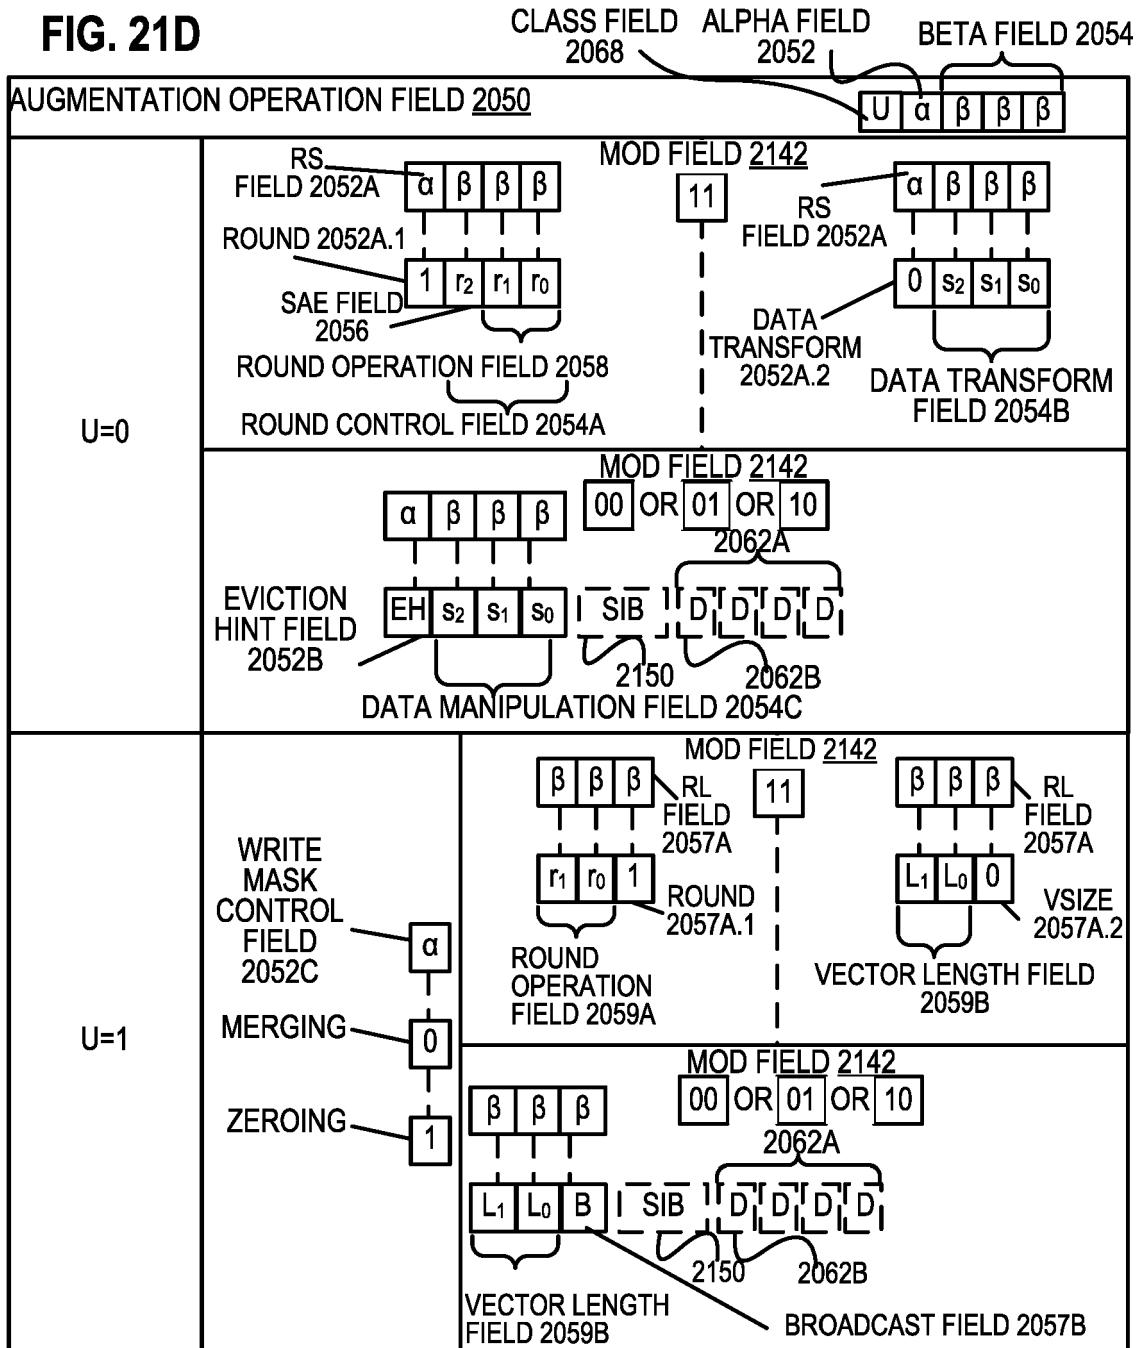 FIG. 21D
CLASS FIELD 2068
ALPHA FIELD 2052
BETA FIELD 2054
AUGMENTATION OPERATION FIELD 2050
U α β β β
U=0
MOD FIELD 2142
11
RS FIELD 2052A
α β β β
ROUND 2052A.1
1 r2 r1 r0
SAE FIELD 2056
ROUND OPERATION FIELD 2058
ROUND CONTROL FIELD 2054A
RS FIELD 2052A
α β β β
0 s2 s1 s0
DATA TRANSFORM 2052A.2
DATA TRANSFORM FIELD 2054B
MOD FIELD 2142
00 OR 01 OR 10
α β β β
2062A
EVICTION HINT FIELD 2052B
EH s2 s1 s0
SIB
D D D D
2150
2062B
DATA MANIPULATION FIELD 2054C
U=1
WRITE MASK CONTROL FIELD 2052C
α
MERGING
0
ZEROING
1
MOD FIELD 2142
11
β β β
RL FIELD 2057A
r1 r0 1
ROUND 2057A.1
ROUND OPERATION FIELD 2059A
β β β
RL FIELD 2057A
L1 L0 0
VSIZE 2057A.2
VECTOR LENGTH FIELD 2059B
MOD FIELD 2142
00 OR 01 OR 10
β β β
2062A
L1 L0 B
SIB
D D D D
2150
2062B
VECTOR LENGTH FIELD 2059B
BROADCAST FIELD 2057B